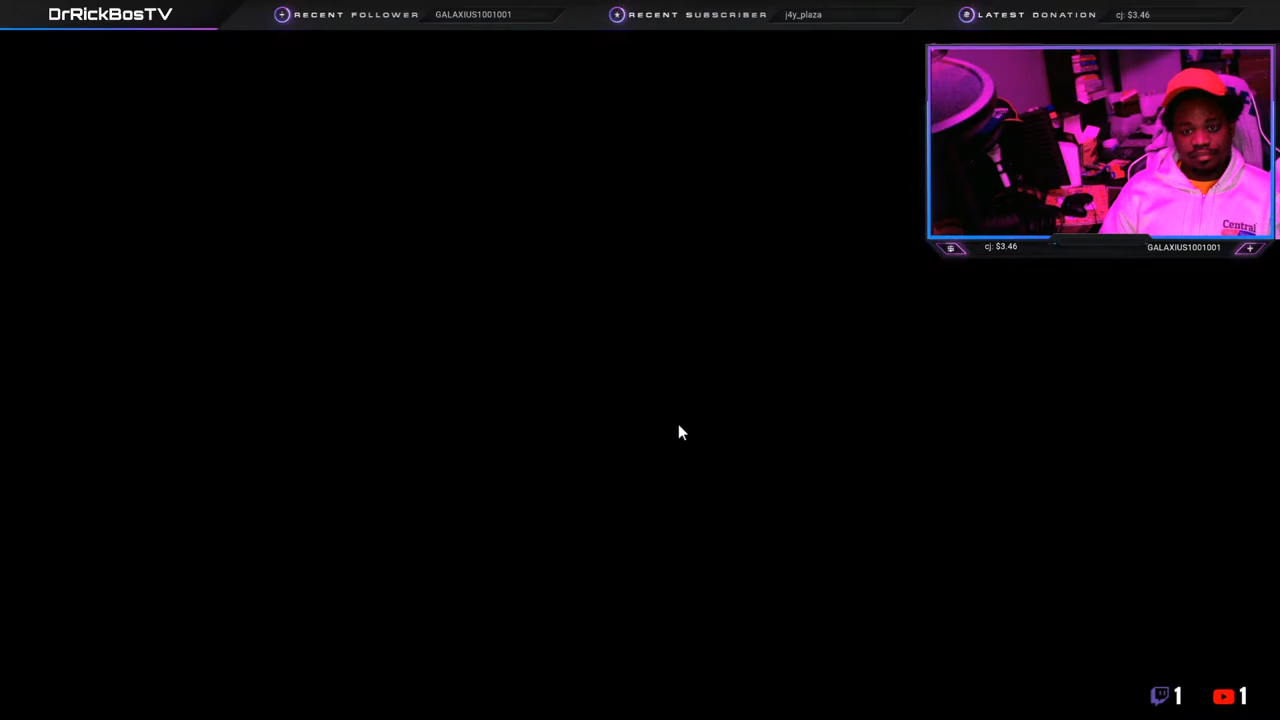 DrRickBosTV
RECENT FOLLOWER GALAXIUS1001001
RECENT SUBSCRIBER j4y_plaza
LATEST DONATION cj: $3.46
Central
cj: $3.46
GALAXIUS1001001
1
1